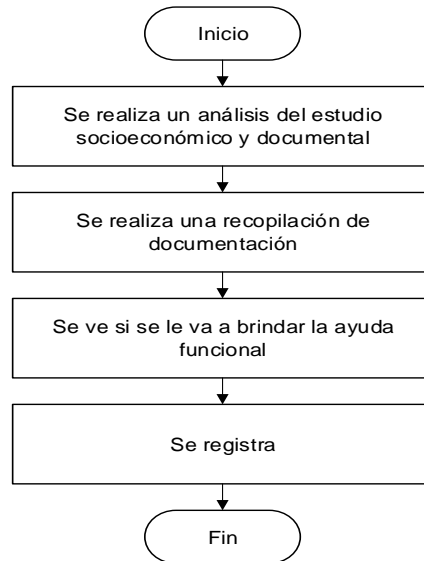 Inicio
Se realiza un análisis del estudio
socioeconómico y documental
Se realiza una recopilación de
documentación
Se ve si se le va a brindar la ayuda
funcional
Se registra
Fin